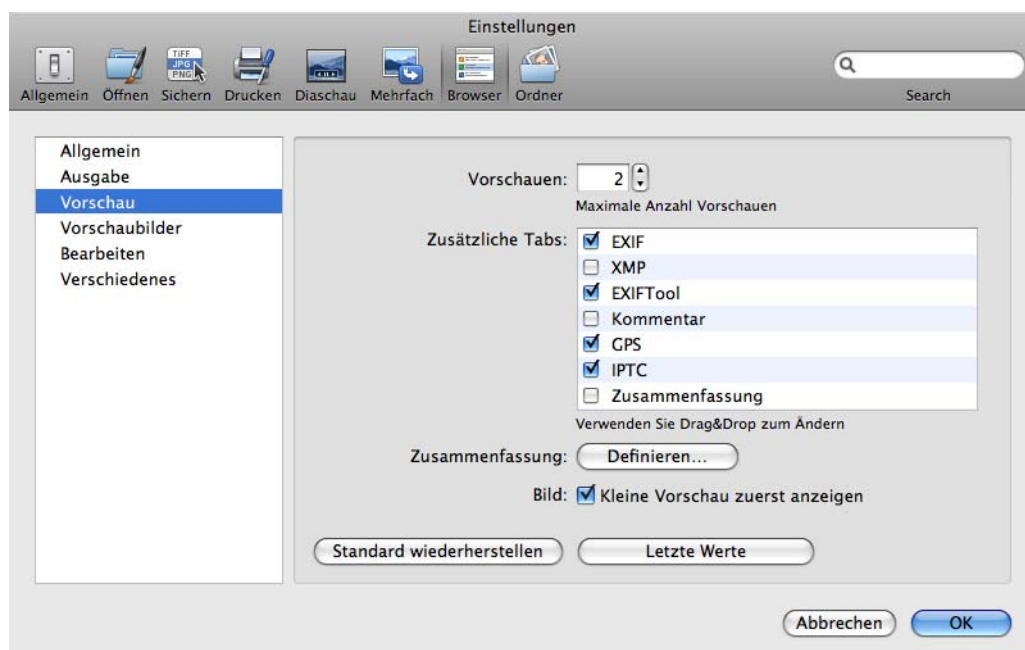 Einstellungen
TIFF
JPG
PNG
Allgemein Öffnen Sichern Drucken Diaschau Mehrfach Browser Ordner
Search
Allgemein
Ausgabe
Vorschau
Vorschaubilder
Bearbeiten
Verschiedenes
Vorschauen: 2
Maximale Anzahl Vorschauen
Zusätzliche Tabs: EXIF
XMP
EXIFTool
Kommentar
GPS
IPTC
Zusammenfassung
Verwenden Sie Drag&Drop zum Ändern
Zusammenfassung: Definieren...
Bild: Kleine Vorschau zuerst anzeigen
Standard wiederherstellen Letzte Werte
Abbrechen OK